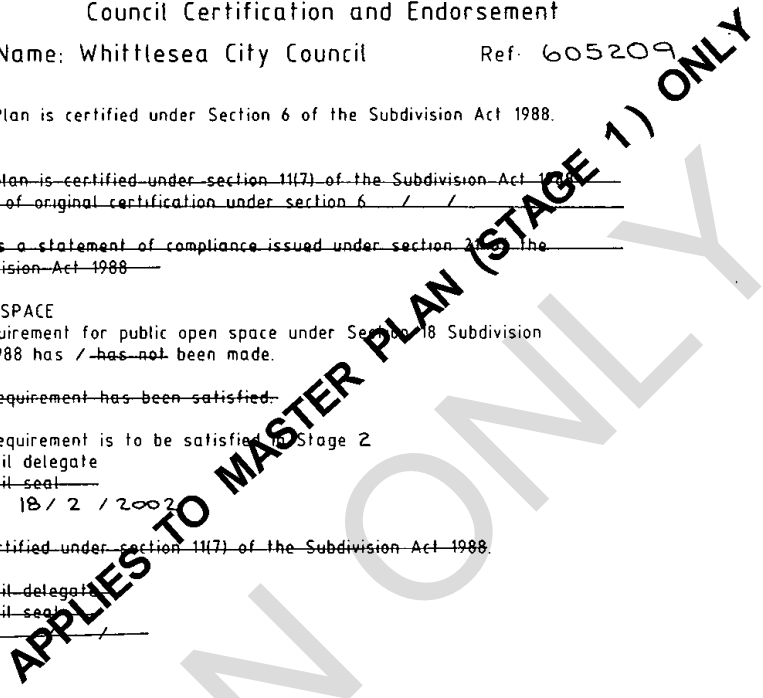 Council Certification and Endorsement
Name: Whittlesea City Council Ref. 605209
Plan is certified under Section 6 of the Subdivision Act 1988.
lan is certified under section 11(7) of the Subdivision Act 1988
of original certification under section 6 / /
s a statement of compliance issued under section 21 of the
ision Act 1988
SPACE
uirement for public open space under Section 18 Subdivision
988 has / has not been made.
equirement has been satisfied.
equirement is to be satisfied in Stage 2
il delegate
il seal
18 / 2 / 2002
rtified under section 11(7) of the Subdivision Act 1988.
il delegate
il seal
/
APPLIES TO MASTER PLAN (STAGE 1) ONLY
N ONLY